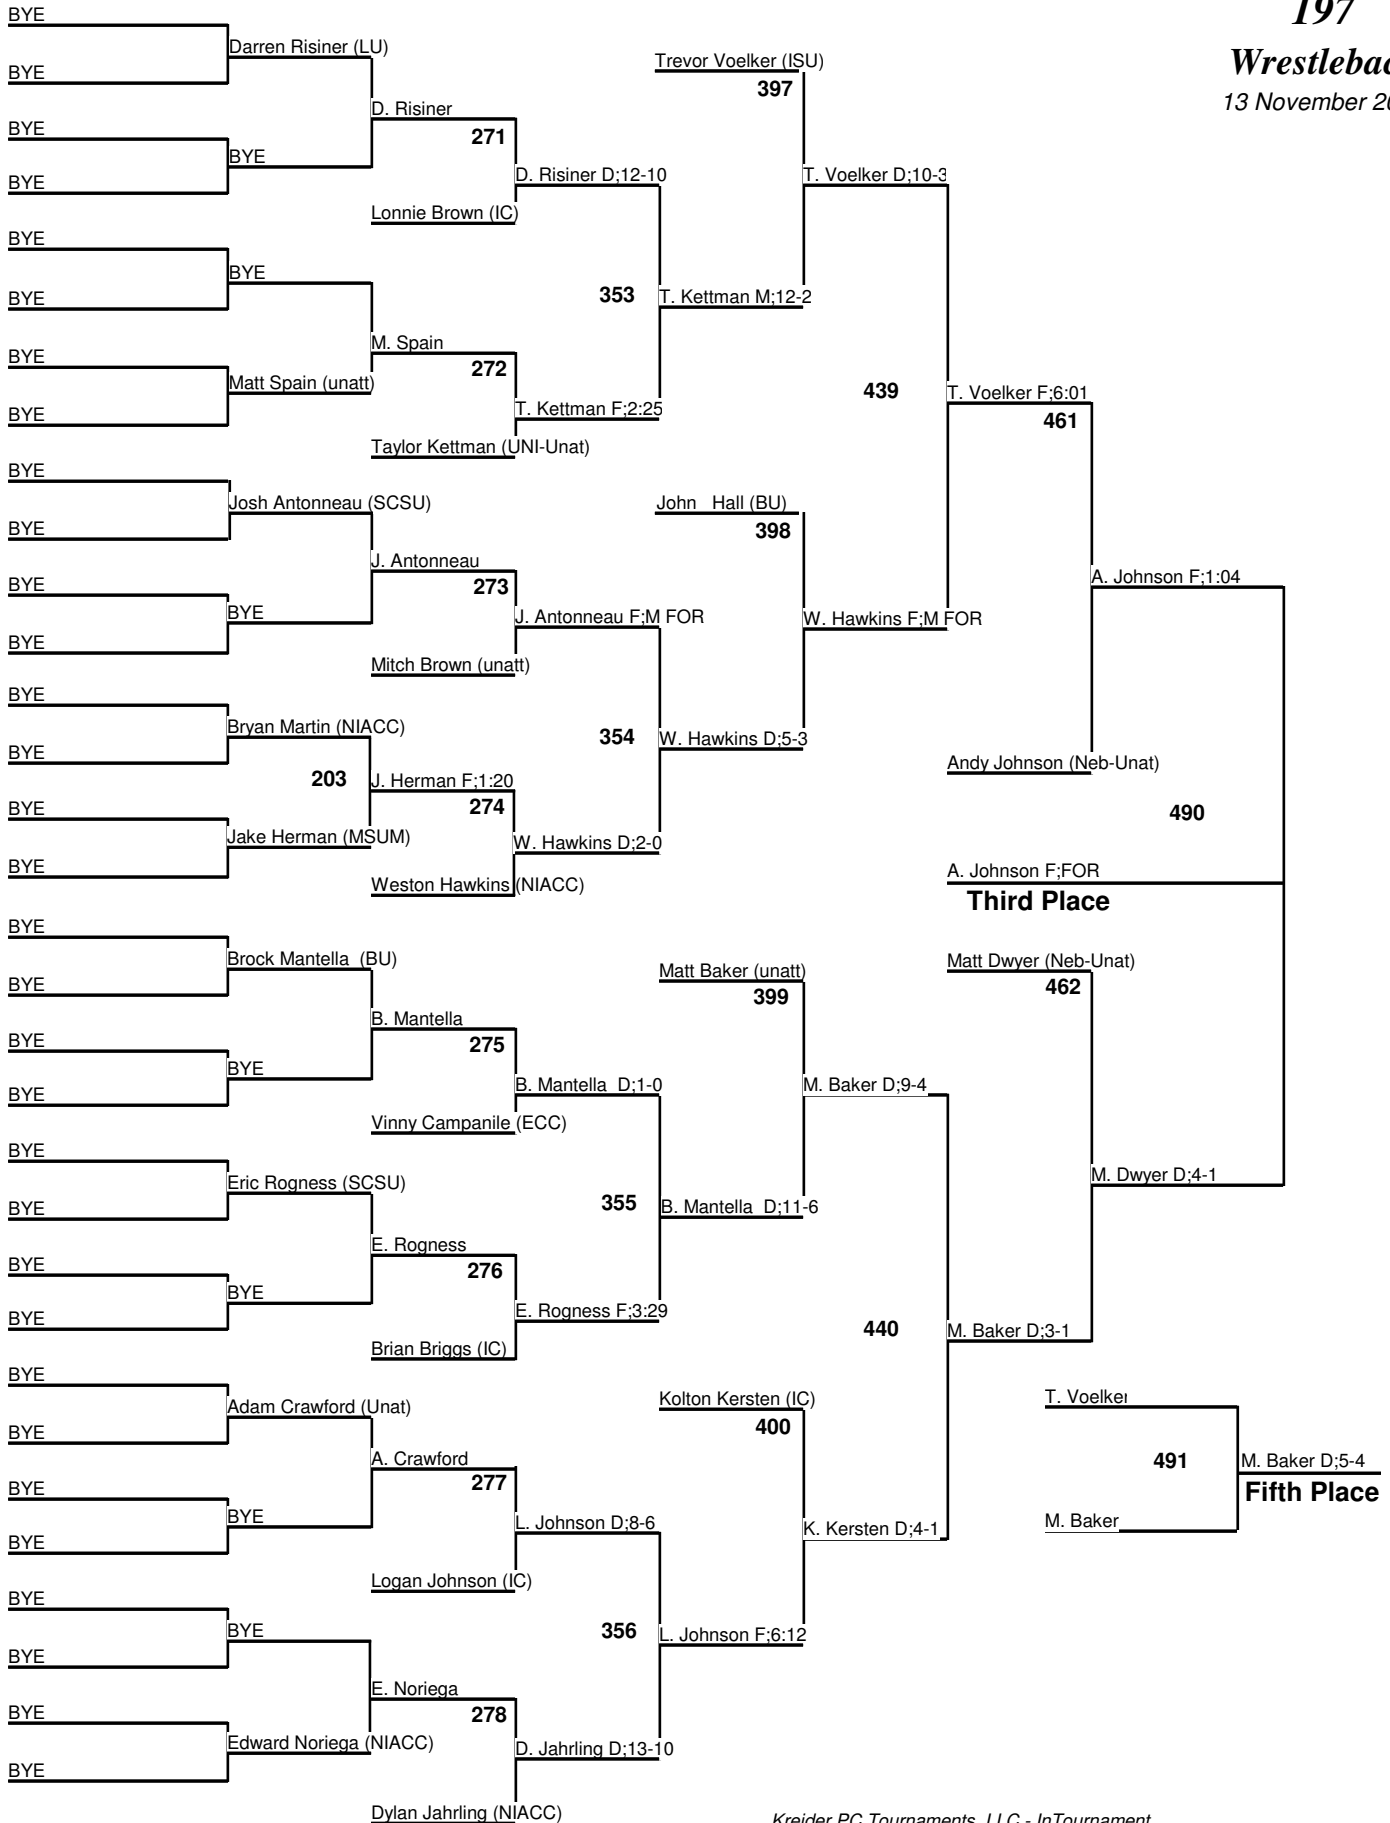 BYE
197
Darren Risiner (LU)
Trevor Voelker (ISU)
BYE
397
13 November
D. Risiner
BYE
271
BYE
D. Risiner D;12-10
T. Voelker D;10-3
BYE
Lonnie Brown (IC)
BYE
BYE
353
T. Kettman M;12-2
BYE
M. Spain
BYE
272
Matt Spain (unatt)
439
T. Voelker F;6:01
BYE
T. Kettman F;2:25
461
Taylor Kettman (UNI-Unat)
BYE
Josh Antonneau (SCSU)
John Hall (BU)
BYE
398
J. Antonneau
A. Johnson F;1:04
BYE
273
BYE
J. Antonneau F;M FOR
W. Hawkins F;M FOR
BYE
Mitch Brown (unatt)
BYE
Bryan Martin (NIACC)
354
W. Hawkins D;5-3
BYE
203
J. Herman F;1:20
Andy Johnson (Neb-Unat)
BYE
274
490
Jake Herman (MSUM)
W. Hawkins D;2-0
BYE
Weston Hawkins (NIACC)
A. Johnson F;FOR
Third Place
BYE
Brock Mantella (BU)
Matt Baker (unatt)
Matt Dwyer (Neb-Unat)
BYE
399
462
B. Mantella
BYE
275
BYE
B. Mantella D;1-0
M. Baker D;9-4
BYE
Vinny Campanile (ECC)
BYE
Eric Rogness (SCSU)
M. Dwyer D;4-1
BYE
355
B. Mantella D;11-6
E. Rogness
BYE
276
BYE
E. Rogness F;3:29
BYE
440
M. Baker D;3-1
Brian Briggs (IC)
BYE
Adam Crawford (Unat)
Kolton Kersten (IC)
T. Voelker
BYE
400
A. Crawford
491
M. Baker D;5-4
BYE
277
Fifth Place
BYE
L. Johnson D;8-6
K. Kersten D;4-1
M. Baker
BYE
Logan Johnson (IC)
BYE
BYE
356
L. Johnson F;6:12
BYE
E. Noriega
BYE
278
Edward Noriega (NIACC)
D. Jahrling D;13-10
BYE
Dylan Jahrling (NIACC)
Kreider PC Tournaments, LLC - InTournament